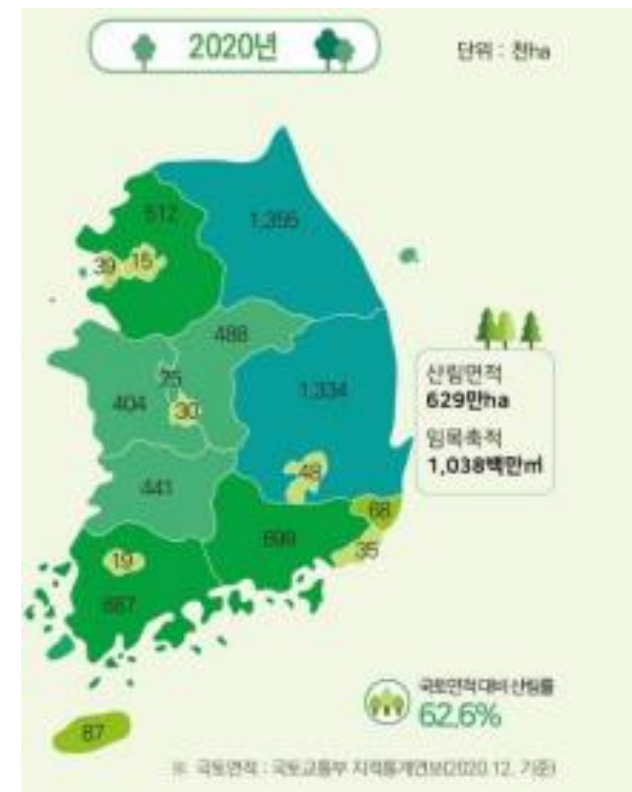 2020년
단위 : 천ha
512
1,355
39
15
488
25
404
30
1,334
산림면적
629만ha
임목축적
1,038백만㎥
48
441
68
699
35
19
687
87
국토면적 대비 산림률
62.6%
※ 국토면적 : 국토교통부 지적통계연보(2020.12. 기준)